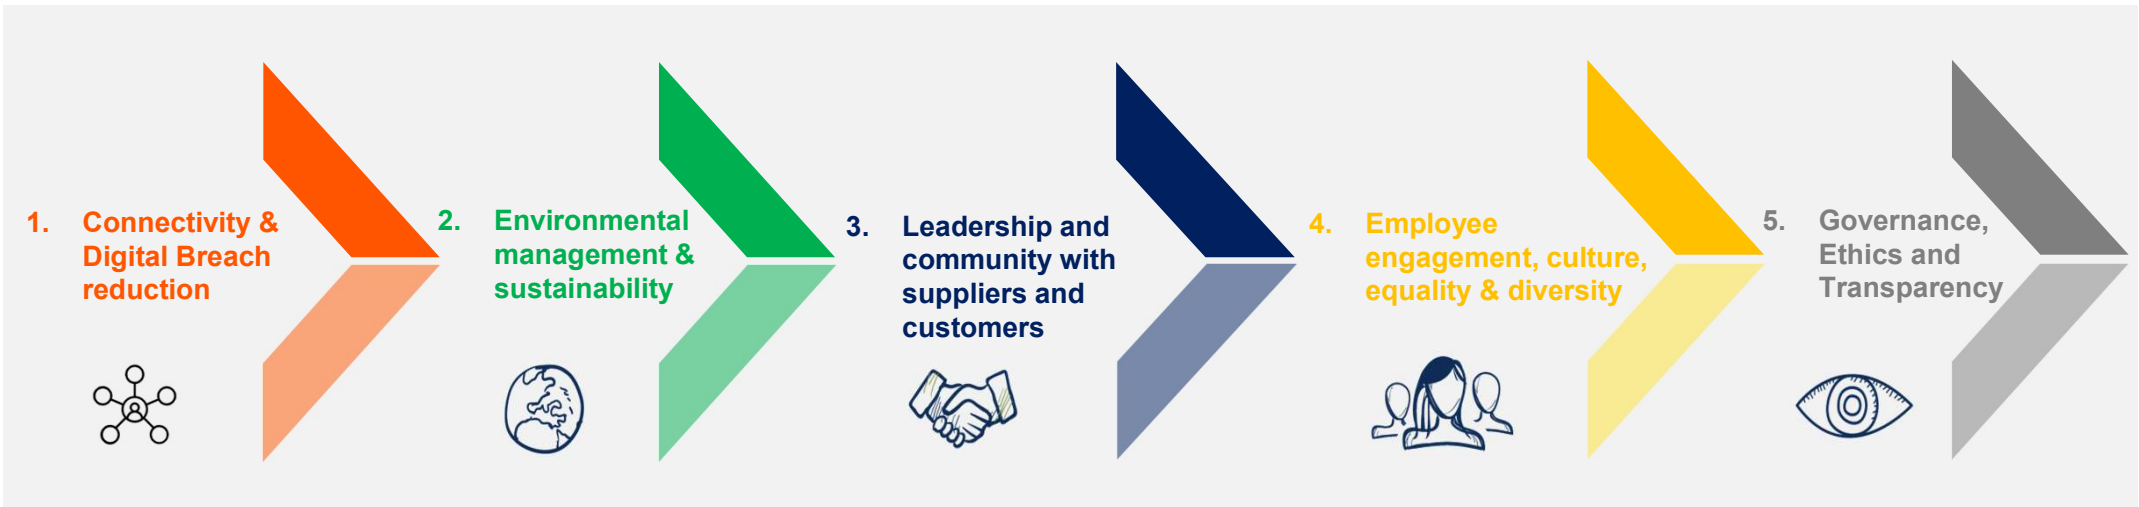 1. Connectivity &
Digital Breach
reduction
2. Environmental
management &
sustainability
3. Leadership and
community with
suppliers and
customers
4. Employee
engagement, culture,
equality & diversity
5. Governance,
Ethics and
Transparency